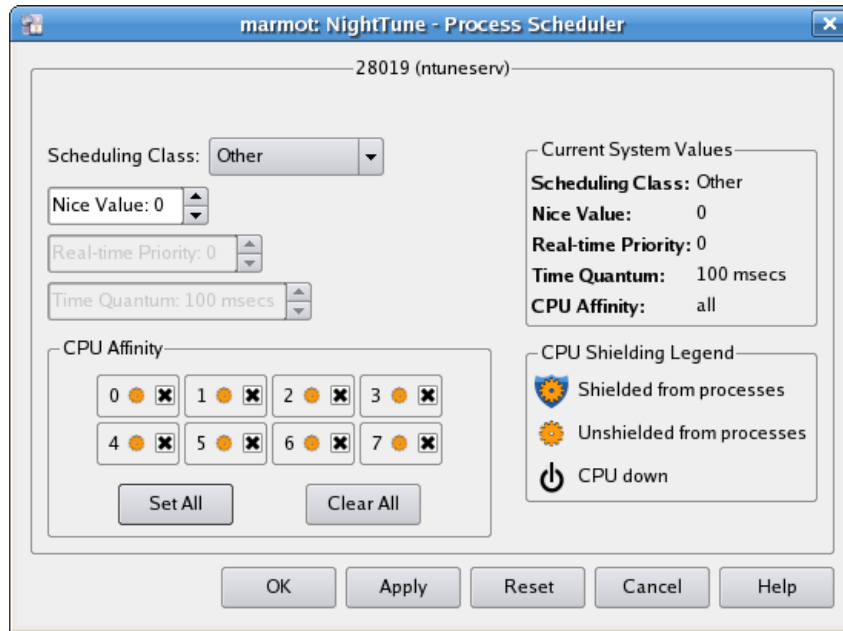 marmot: NightTune - Process Scheduler
28019 (ntuneserv)
Scheduling Class: Other
Nice Value: 0
Real-time Priority: 0
Time Quantum: 100 msecs
Current System Values
Scheduling Class: Other
Nice Value: 0
Real-time Priority: 0
Time Quantum: 100 msecs
CPU Affinity: all
CPU Affinity
0 1 2 3
4 5 6 7
Set All Clear All
CPU Shielding Legend
Shielded from processes
Unshielded from processes
CPU down
OK Apply Reset Cancel Help